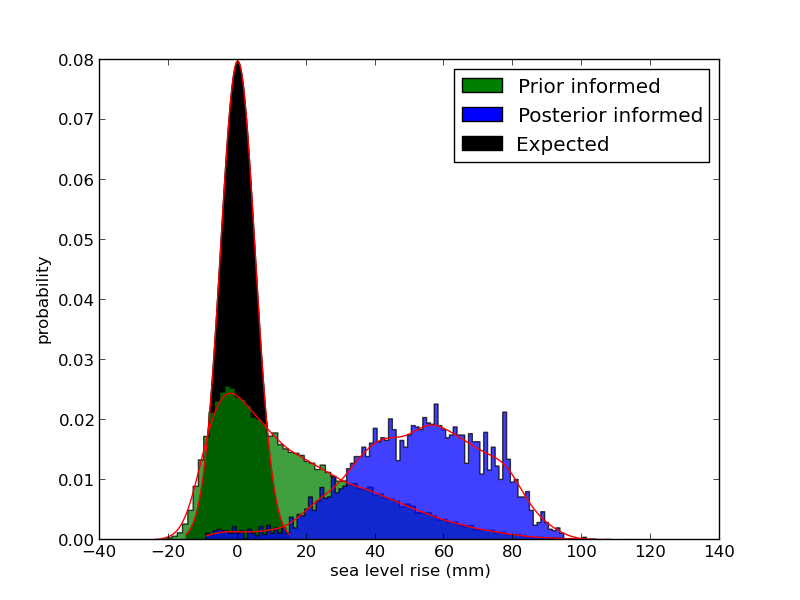 0.08
0.07
0.06
0.05
0.04
0.03
0.02
0.01
0.00
probability
Prior informed
Posterior informed
Expected
−40 −20 0 20 40 60 80 100 120 140
sea level rise (mm)